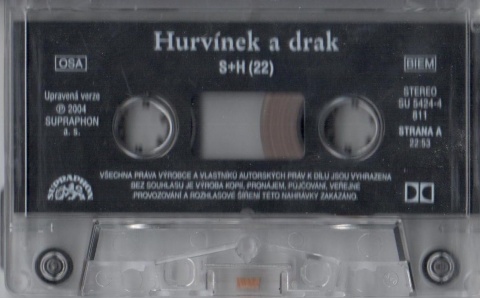 Hurvínek a drak
OSA
S+H (22)
BIEM
Upravená verze
℗ 2004
SUPRAPHON
a. s.
STEREO
SU 5424-4
811
STRANA A
22:53
VŠECHNA PRÁVA VÝROBCE A VLASTNÍKŮ AUTORSKÝCH PRÁV K DÍLU JSOU VYHRAZENA
BEZ SOUHLASU JE VÝROBA KOPIÍ, PRONÁJEM, PŮJČOVÁNÍ, VEŘEJNÉ
PROVOZOVÁNÍ A ROZHLASOVÉ ŠÍŘENÍ TÉTO NAHRÁVKY ZAKÁZÁNO.
SUPRAPHON